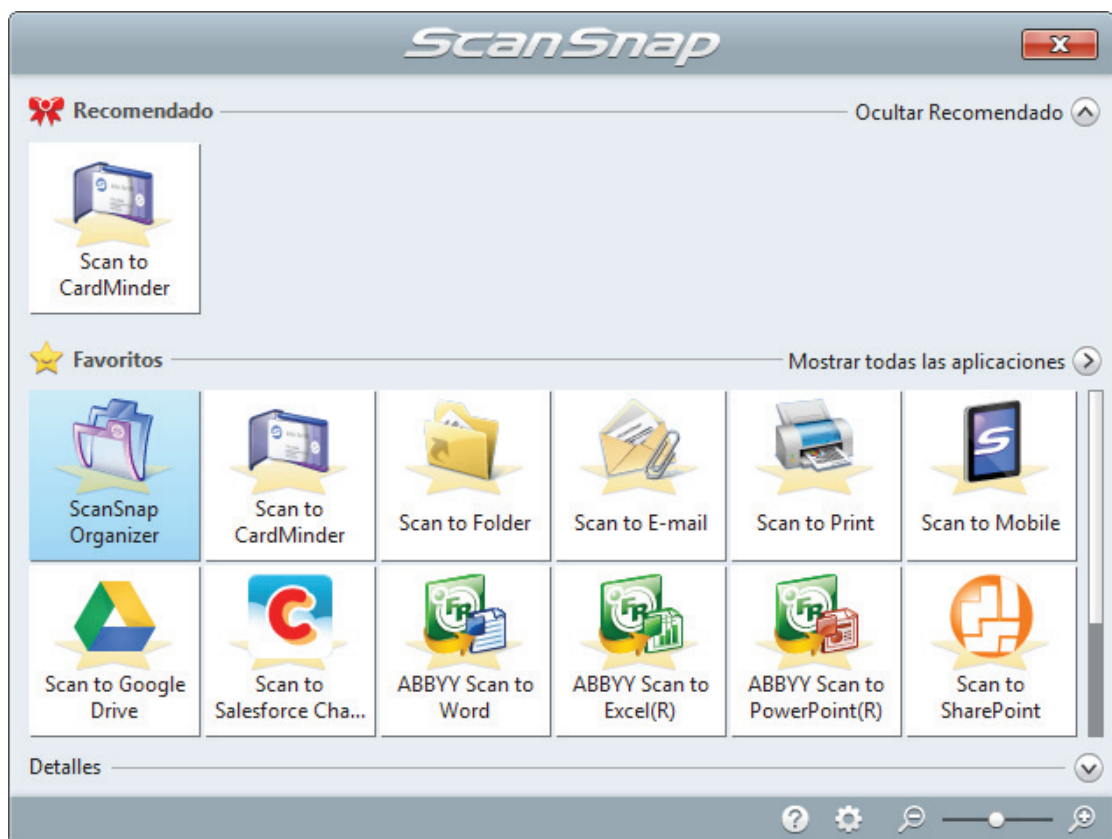 ScanSnap
Recomendado
Ocultar Recomendado
Scan to
CardMinder
Favoritos
Mostrar todas las aplicaciones
ScanSnap
Organizer
Scan to
CardMinder
Scan to Folder
Scan to E-mail
Scan to Print
Scan to Mobile
Scan to Google
Drive
Scan to
Salesforce Cha...
ABBYY Scan to
Word
ABBYY Scan to
Excel(R)
ABBYY Scan to
PowerPoint(R)
Scan to
SharePoint
Detalles